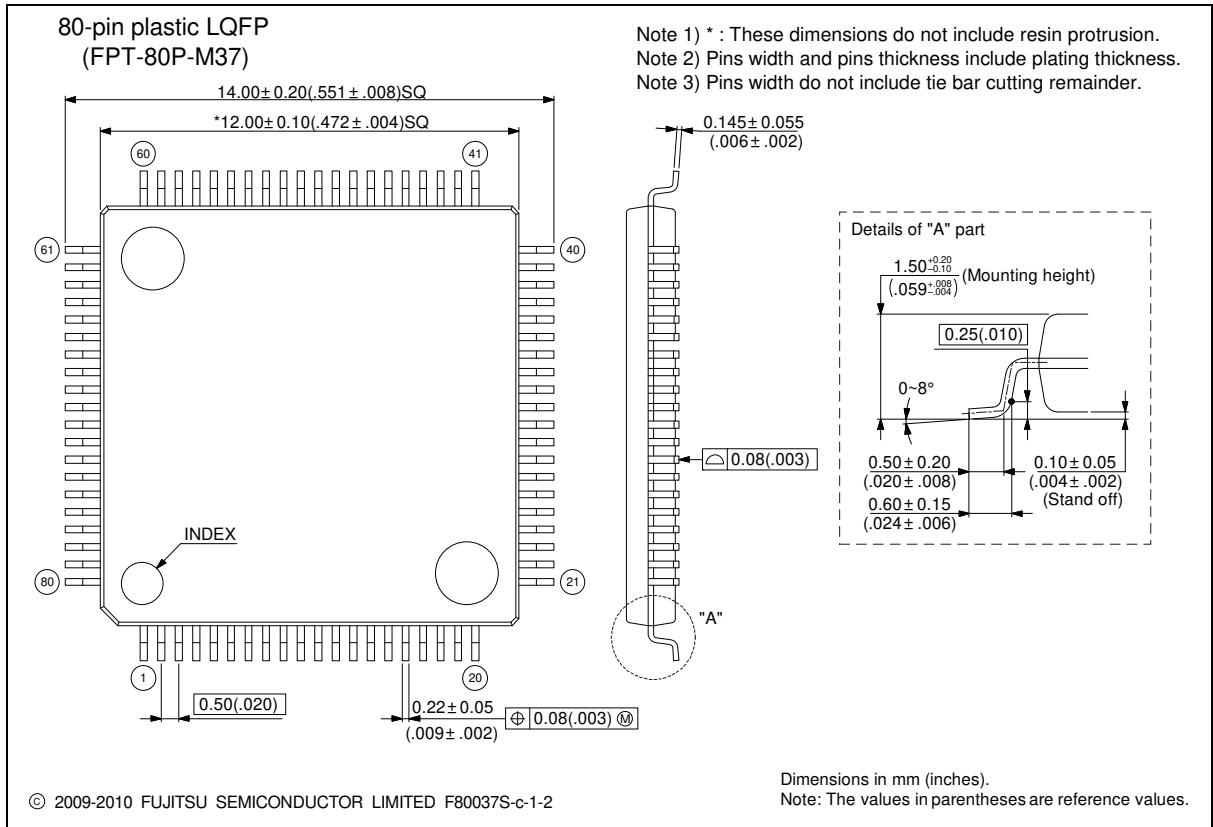 80-pin plastic LQFP
(FPT-80P-M37)
Note 1) * : These dimensions do not include resin protrusion.
Note 2) Pins width and pins thickness include plating thickness.
Note 3) Pins width do not include tie bar cutting remainder.
14.00±0.20(.551±.008)SQ
*12.00±0.10(.472±.004)SQ
60
41
61
40
80
21
1
20
INDEX
0.50(.020)
0.22±0.05
(.009±.002)
⌖ 0.08(.003) Ⓜ
0.145±0.055
(.006±.002)
⌓ 0.08(.003)
"A"
Details of "A" part
1.50 +0.20 −0.10
(.059 +.008 −.004)
(Mounting height)
0.25(.010)
0~8°
0.50±0.20
(.020±.008)
0.60±0.15
(.024±.006)
0.10±0.05
(.004±.002)
(Stand off)
© 2009-2010 FUJITSU SEMICONDUCTOR LIMITED F80037S-c-1-2
Dimensions in mm (inches).
Note: The values in parentheses are reference values.